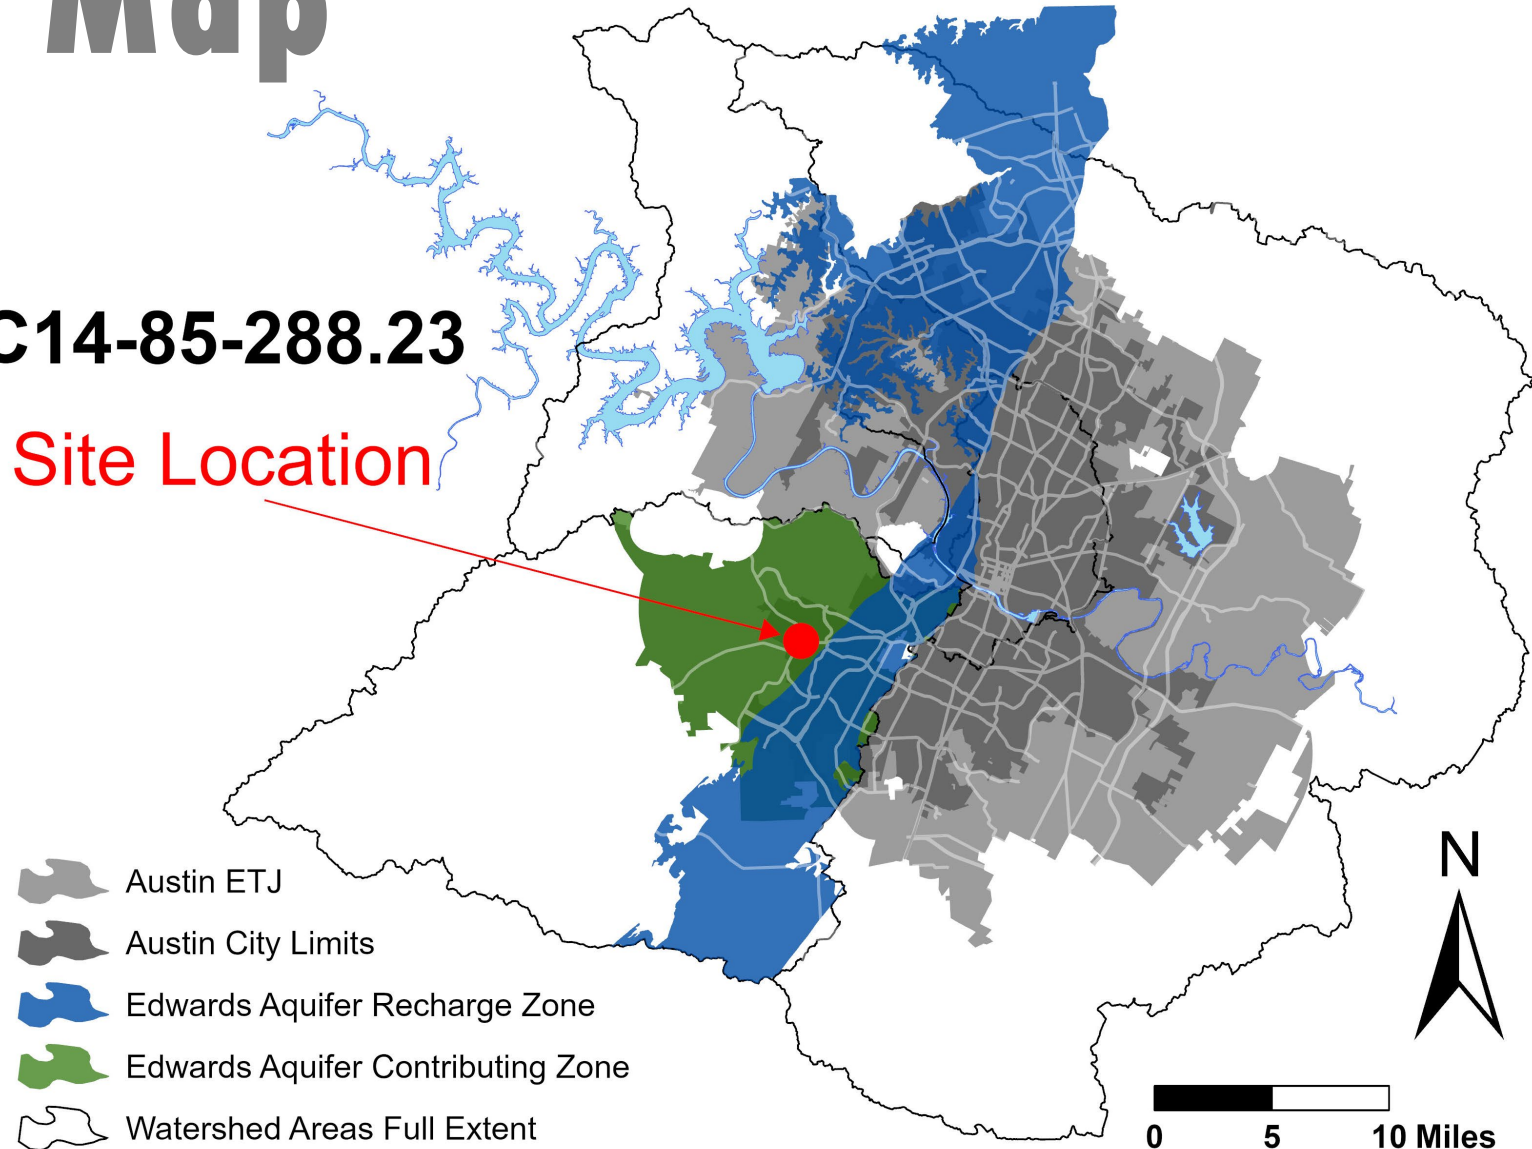 Map
C14-85-288.23
Site Location
Austin ETJ
Austin City Limits
Edwards Aquifer Recharge Zone
Edwards Aquifer Contributing Zone
Watershed Areas Full Extent
N
0 5 10 Miles